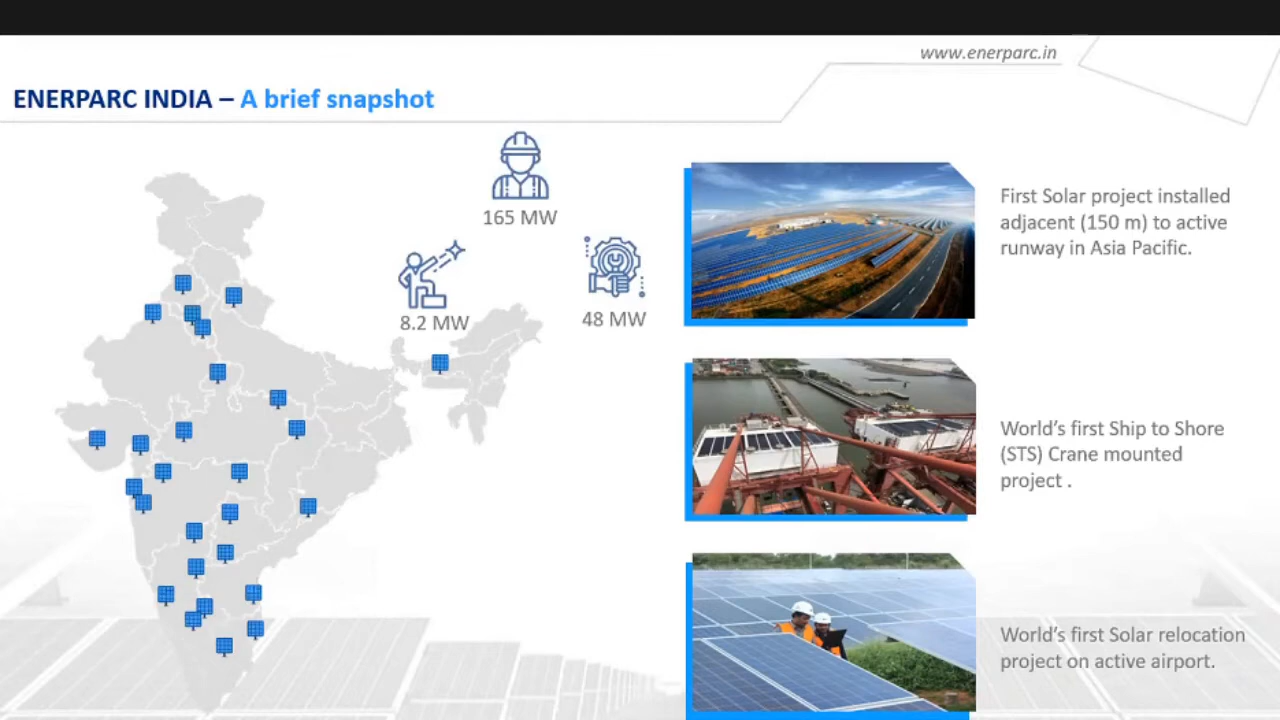 www.enerparc.in
ENERPARC INDIA – A brief snapshot
165 MW
8.2 MW
48 MW
First Solar project installed
adjacent (150 m) to active
runway in Asia Pacific.
World's first Ship to Shore
(STS) Crane mounted
project .
World's first Solar relocation
project on active airport.